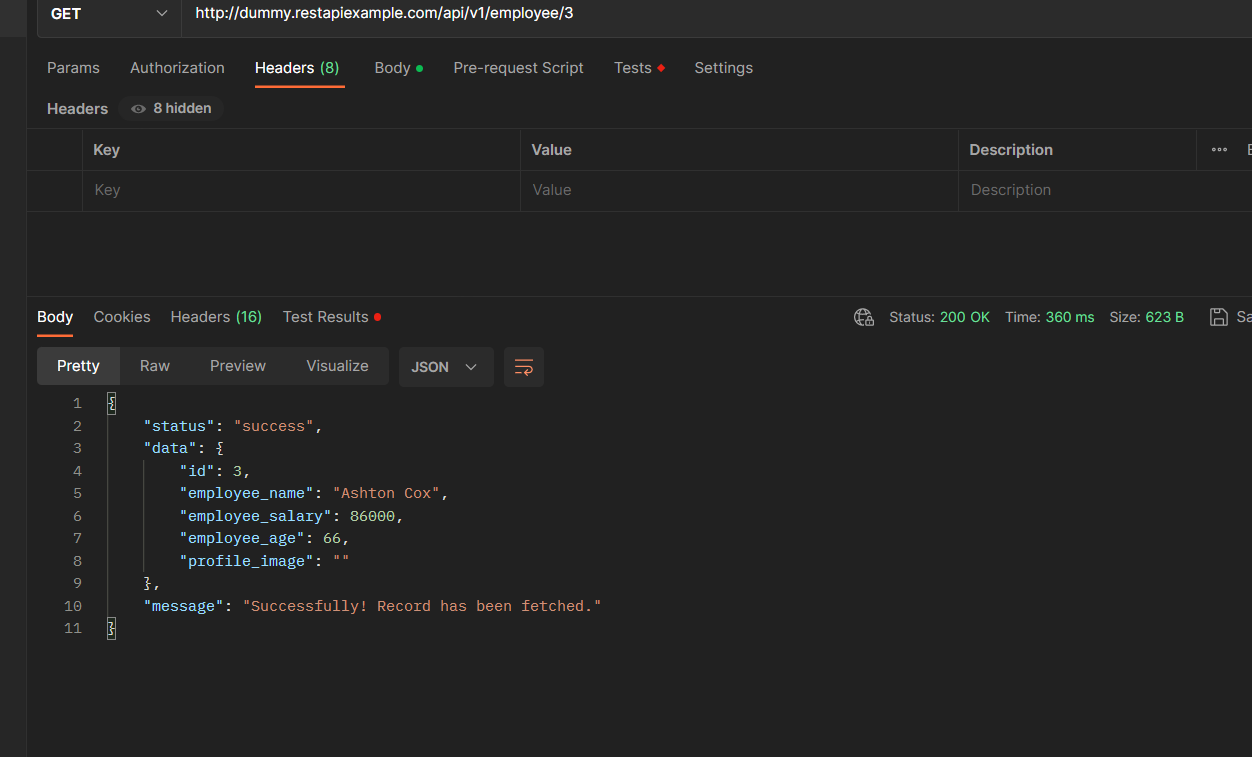 GET http://dummy.restapiexample.com/api/v1/employee/3
Params Authorization Headers (8) Body Pre-request Script Tests Settings
Headers 8 hidden
Key Value Description
Key Value Description
Body Cookies Headers (16) Test Results Status: 200 OK Time: 360 ms Size: 623 B
Pretty Raw Preview Visualize JSON
1 {
2 "status": "success",
3 "data": {
4 "id": 3,
5 "employee_name": "Ashton Cox",
6 "employee_salary": 86000,
7 "employee_age": 66,
8 "profile_image": ""
9 },
10 "message": "Successfully! Record has been fetched."
11 }